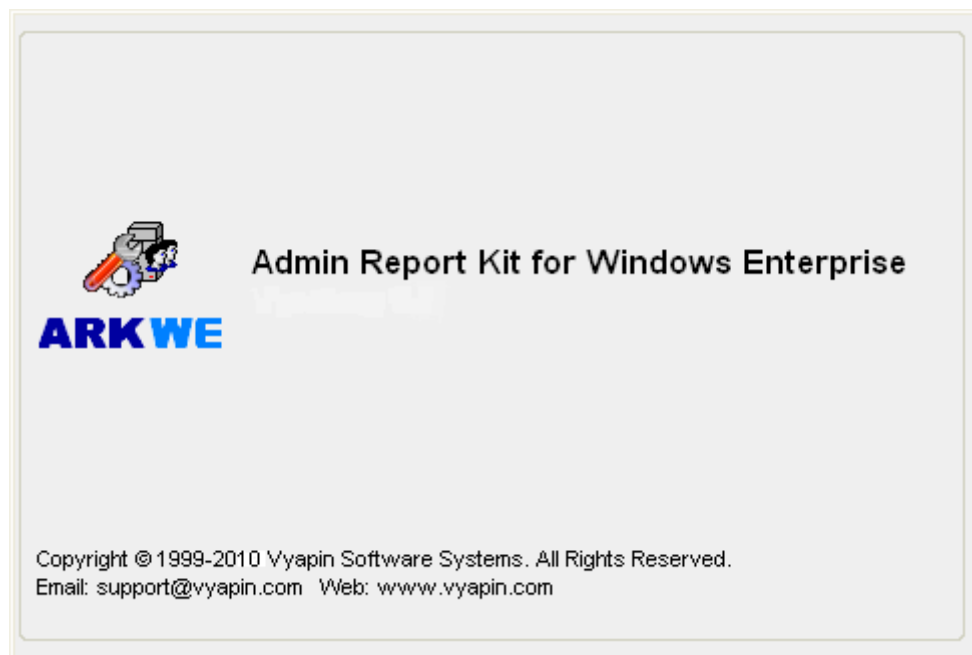 Admin Report Kit for Windows Enterprise
ARKWE
Copyright © 1999-2010 Vyapin Software Systems. All Rights Reserved.
Email: support@vyapin.com Web: www.vyapin.com